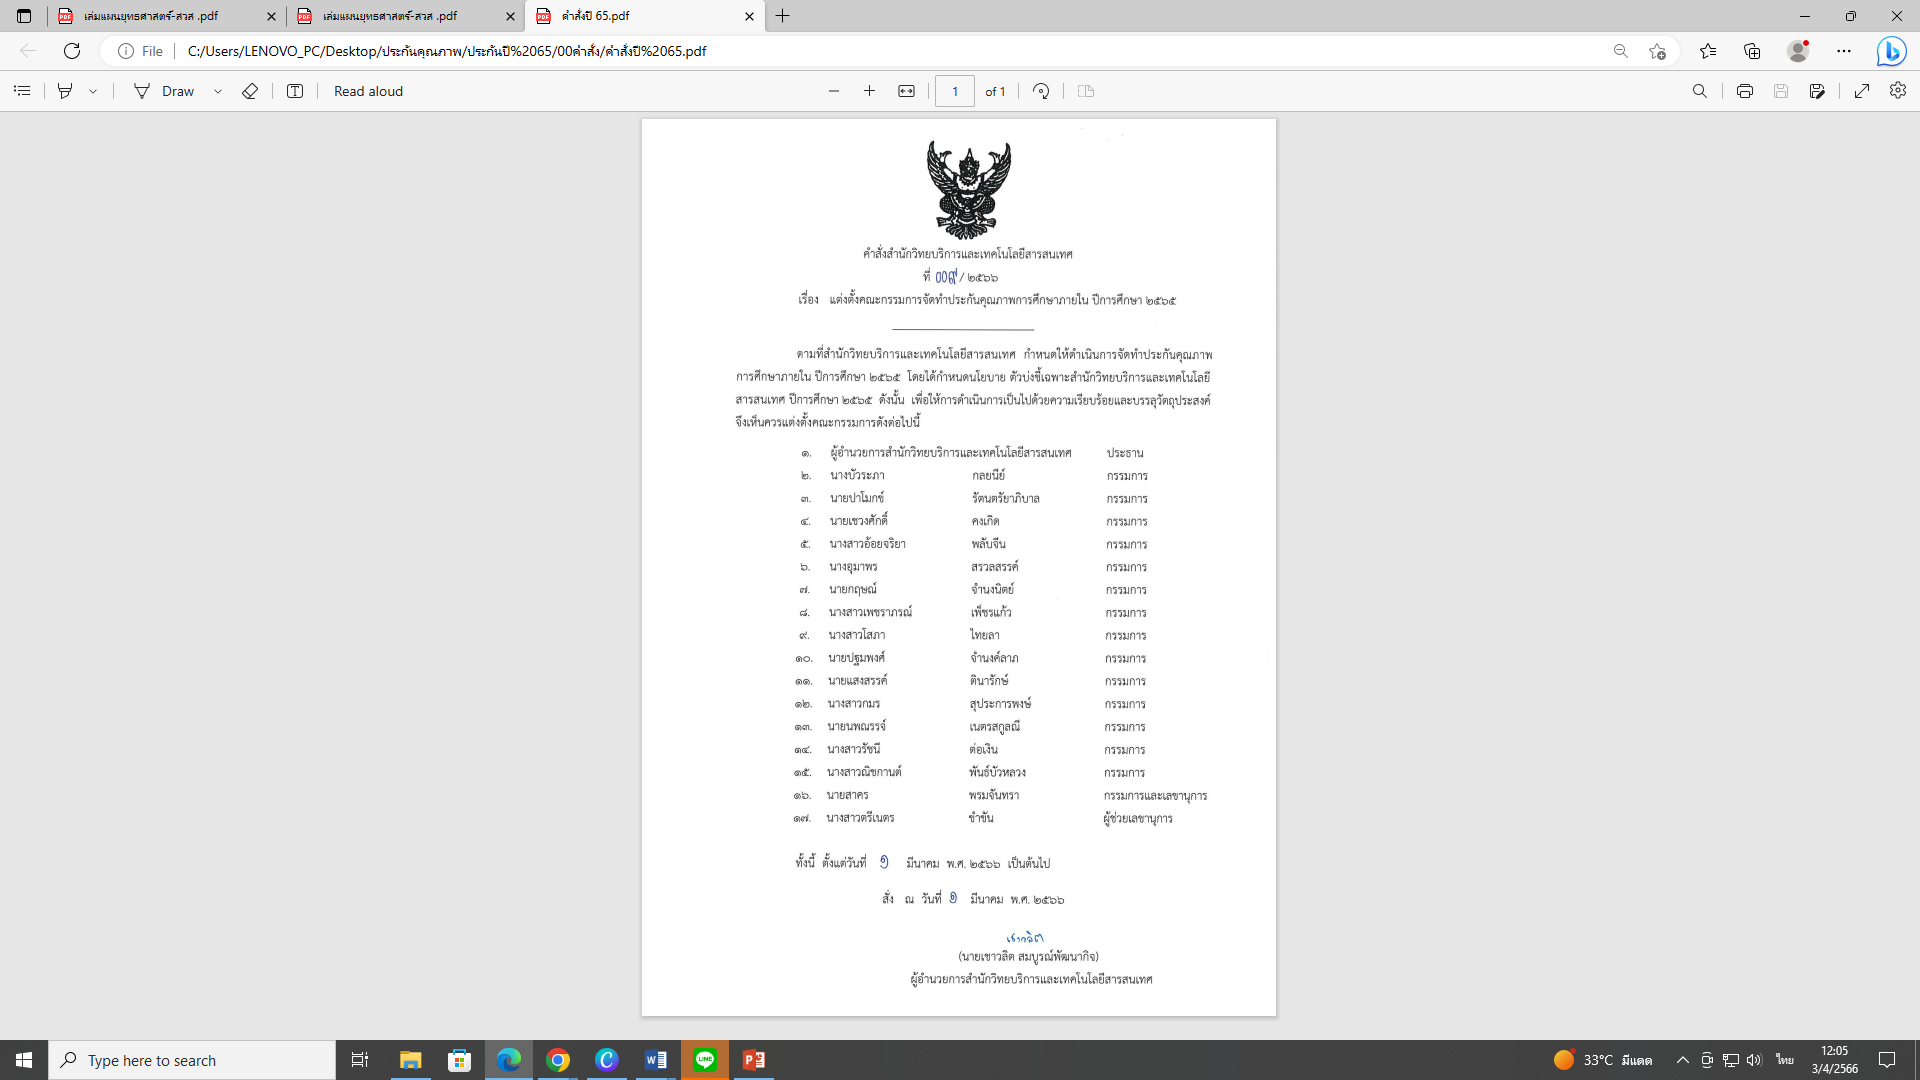 เล่มแผนยุทธศาสตร์-สวส .pdf
เล่มแผนยุทธศาสตร์-สวส .pdf
คำสั่งปี 65.pdf
File
C:/Users/LENOVO_PC/Desktop/ประกันคุณภาพ/ประกันปี%2065/00คำสั่ง/คำสั่งปี%2065.pdf
Draw
Read aloud
1 of 1
คำสั่งสำนักวิทยบริการและเทคโนโลยีสารสนเทศ
ที่ ๐๐๙ / ๒๕๖๖
เรื่อง แต่งตั้งคณะกรรมการจัดทำประกันคุณภาพการศึกษาภายใน ปีการศึกษา ๒๕๖๕
ตามที่สำนักวิทยบริการและเทคโนโลยีสารสนเทศ กำหนดให้ดำเนินการจัดทำประกันคุณภาพ
การศึกษาภายใน ปีการศึกษา ๒๕๖๕ โดยได้กำหนดนโยบาย ตัวบ่งชี้เฉพาะสำนักวิทยบริการและเทคโนโลยี
สารสนเทศ ปีการศึกษา ๒๕๖๕ ดังนั้น เพื่อให้การดำเนินการเป็นไปด้วยความเรียบร้อยและบรรลุวัตถุประสงค์
จึงเห็นควรแต่งตั้งคณะกรรมการดังต่อไปนี้
๑. ผู้อำนวยการสำนักวิทยบริการและเทคโนโลยีสารสนเทศ ประธาน
๒. นางบัวระภา กลยนีย์ กรรมการ
๓. นายปาโมกข์ รัตนตรัยาภิบาล กรรมการ
๔. นายเชวงศักดิ์ คงเกิด กรรมการ
๕. นางสาวอ้อยจริยา พลับจีน กรรมการ
๖. นางอุมาพร สรวลสรรค์ กรรมการ
๗. นายกฤษณ์ จำนงนิตย์ กรรมการ
๘. นางสาวเพชราภรณ์ เพ็ชรแก้ว กรรมการ
๙. นางสาวโสภา ไทยลา กรรมการ
๑๐. นายปฐมพงศ์ จำนงค์ลาภ กรรมการ
๑๑. นายแสงสรรค์ ตินารักษ์ กรรมการ
๑๒. นางสาวกมร สุประการพงษ์ กรรมการ
๑๓. นายนพณรรจ์ เนตรสกูลณี กรรมการ
๑๔. นางสาวรัชนี ต่อเงิน กรรมการ
๑๕. นางสาวณิชกานต์ พันธ์บัวหลวง กรรมการ
๑๖. นายสาคร พรมจันทรา กรรมการและเลขานุการ
๑๗. นางสาวตรีเนตร ขำขัน ผู้ช่วยเลขานุการ
ทั้งนี้ ตั้งแต่วันที่ ๑ มีนาคม พ.ศ. ๒๕๖๖ เป็นต้นไป
สั่ง ณ วันที่ ๑ มีนาคม พ.ศ. ๒๕๖๖
เชาวลิต
(นายเชาวลิต สมบูรณ์พัฒนากิจ)
ผู้อำนวยการสำนักวิทยบริการและเทคโนโลยีสารสนเทศ
Type here to search
LINE
33°C มีแดด
ไทย
12:05
3/4/2566